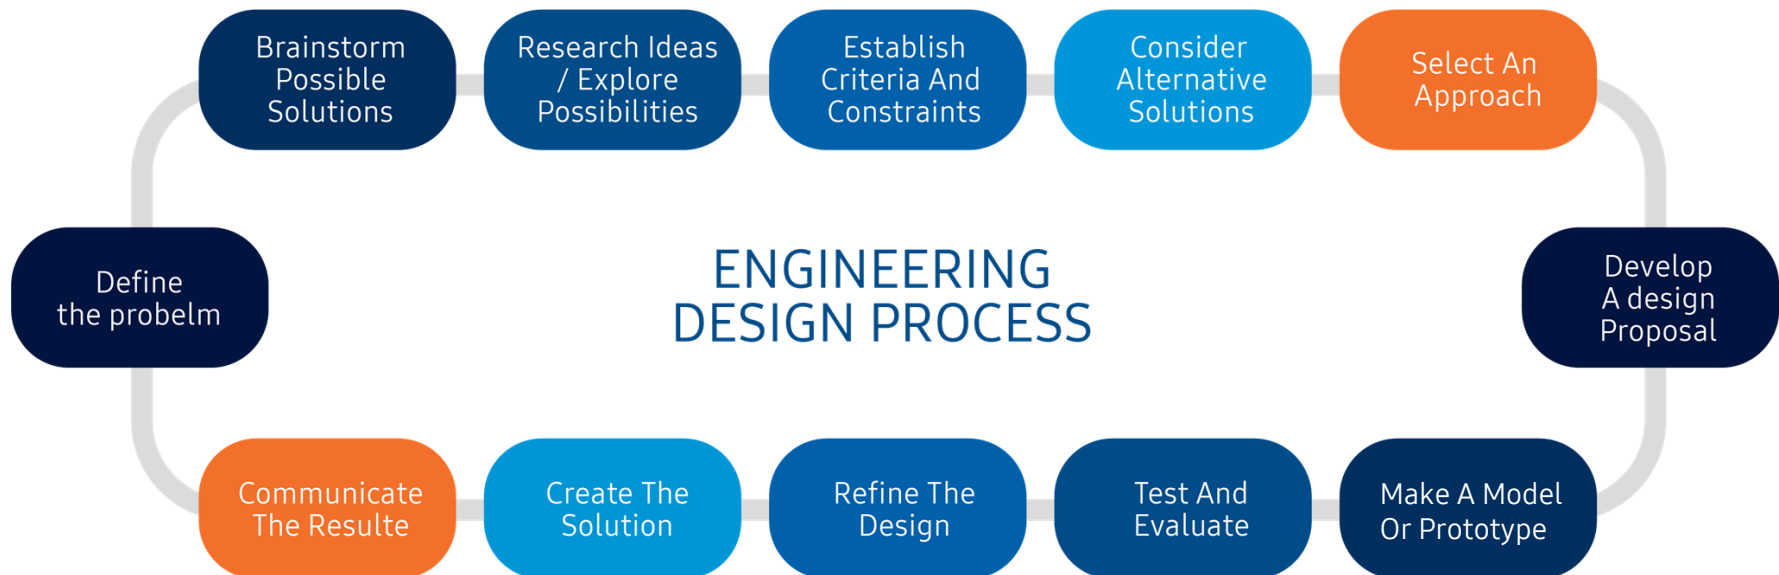 Brainstorm
Possible
Solutions
Research Ideas
/ Explore
Possibilities
Establish
Criteria And
Constraints
Consider
Alternative
Solutions
Select An
Approach
Define
the probelm
ENGINEERING
DESIGN PROCESS
Develop
A design
Proposal
Communicate
The Resulte
Create The
Solution
Refine The
Design
Test And
Evaluate
Make A Model
Or Prototype